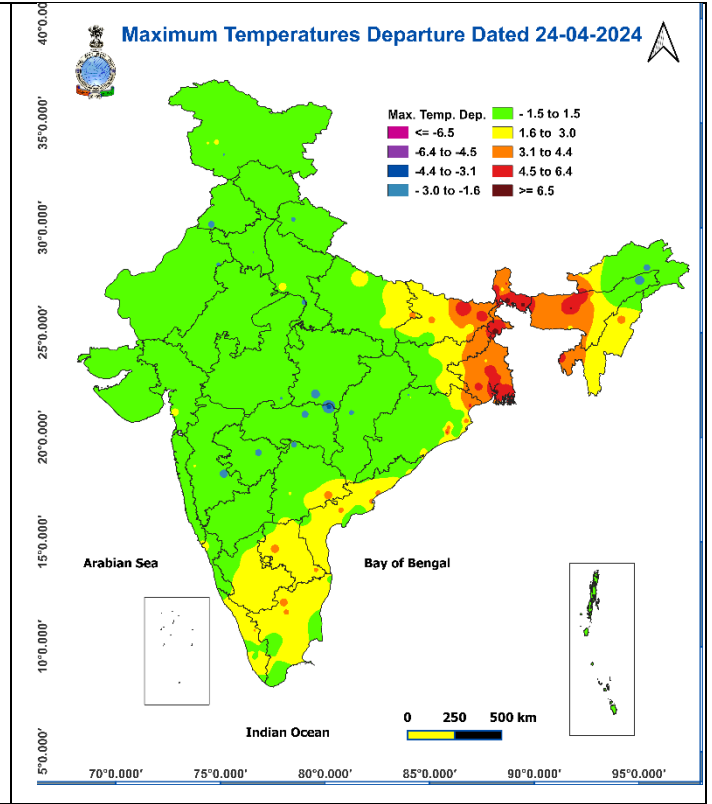 Maximum Temperatures Departure Dated 24-04-2024
Max. Temp. Dep.
<= -6.5
-6.4 to -4.5
-4.4 to -3.1
- 3.0 to -1.6
- 1.5 to 1.5
1.6 to 3.0
3.1 to 4.4
4.5 to 6.4
>= 6.5
40°0.000'
35°0.000'
30°0.000'
25°0.000'
20°0.000'
15°0.000'
10°0.000'
5°0.000'
Arabian Sea
Bay of Bengal
Indian Ocean
0 250 500 km
70°0.000' 75°0.000' 80°0.000' 85°0.000' 90°0.000' 95°0.000'